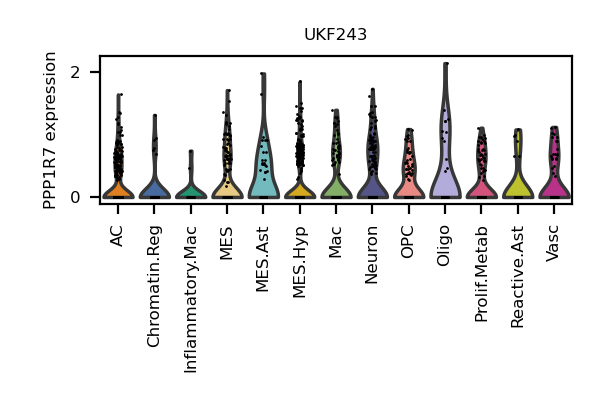 UKF243
PPP1R7 expression
2
0
AC
Chromatin.Reg
Inflammatory.Mac
MES
MES.Ast
MES.Hyp
Mac
Neuron
OPC
Oligo
Prolif.Metab
Reactive.Ast
Vasc